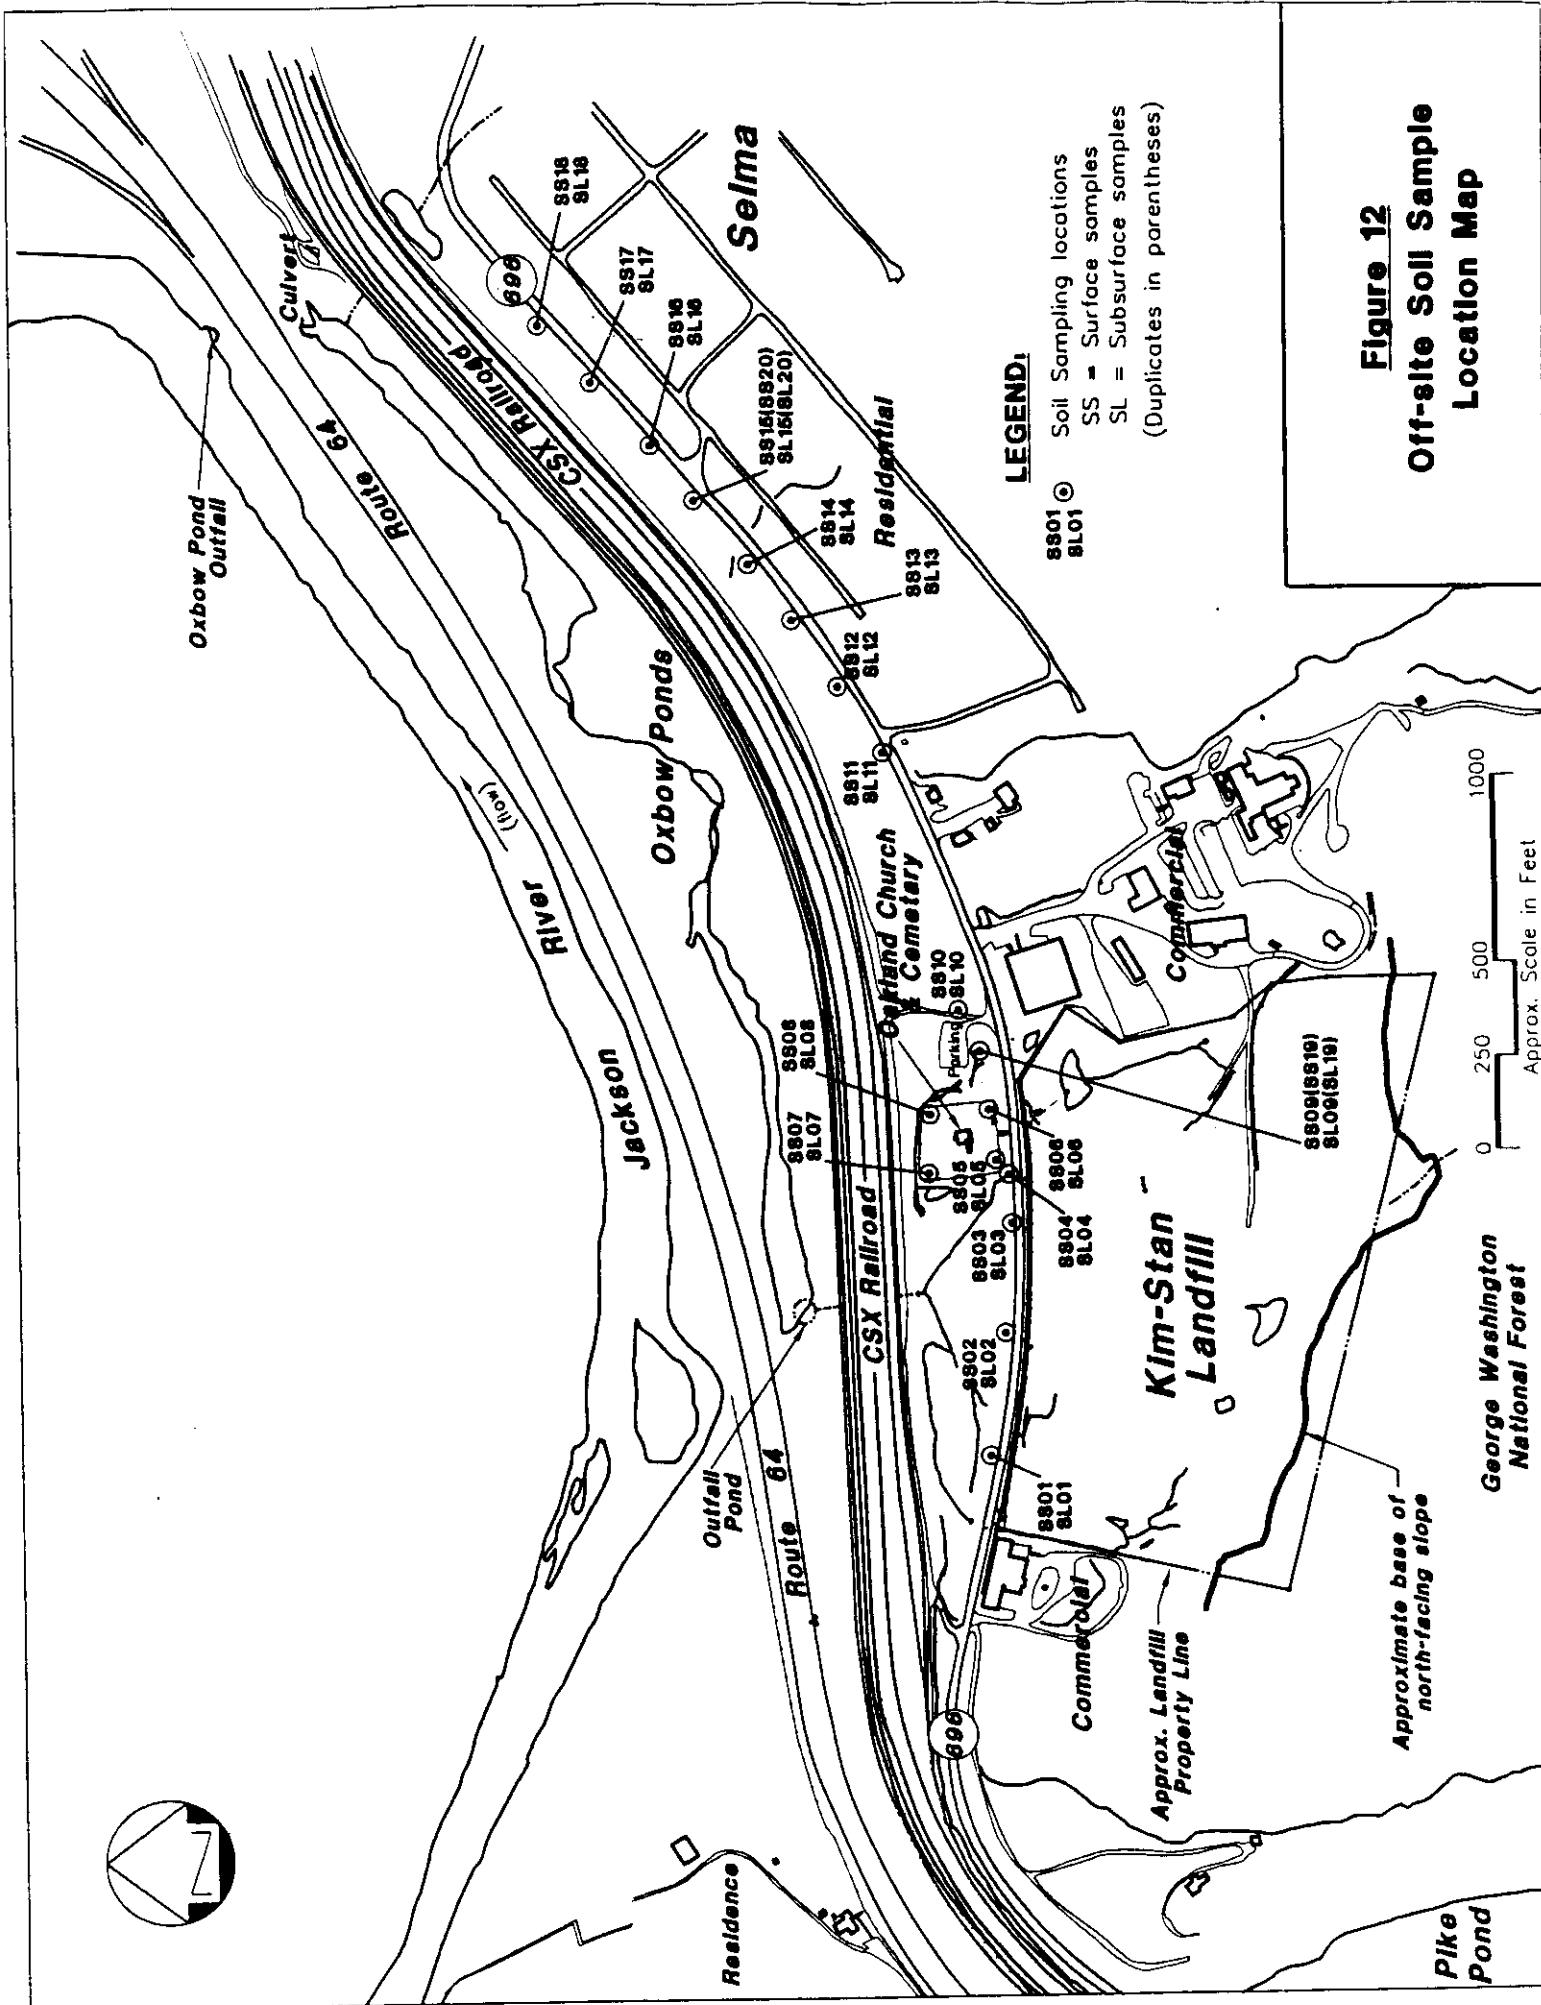 Oxbow Pond
Outfall
Culvert
Route 64
CSX Railroad
696
SS18
SL18
SS17
SL17
SS16
SL16
SS15(SS20)
SL15(SL20)
SS14
SL14
SS13
SL13
SS12
SL12
SS11
SL11
Selma
Residential
Oxbow Ponds
(flow)
Jackson River
Oakland Church
& Cemetary
Parking
SS10
SL10
SS08
SL08
SS07
SL07
SS09(SS19)
SL09(SL19)
SS06
SL06
SS05
SL05
SS04
SL04
SS03
SL03
SS02
SL02
SS01
SL01
CSX Railroad
Outfall
Pond
Route 64
Commercial
Kim-Stan
Landfill
Commercial
696
Approx. Landfill
Property Line
Approximate base of
north-facing slope
George Washington
National Forest
Residence
Pike
Pond
N
LEGEND:
SS01
SL01
Soil Sampling locations
SS = Surface samples
SL = Subsurface samples
(Duplicates in parentheses)
0 250 500 1000
Approx. Scale in Feet
Figure 12
Off-site Soil Sample
Location Map